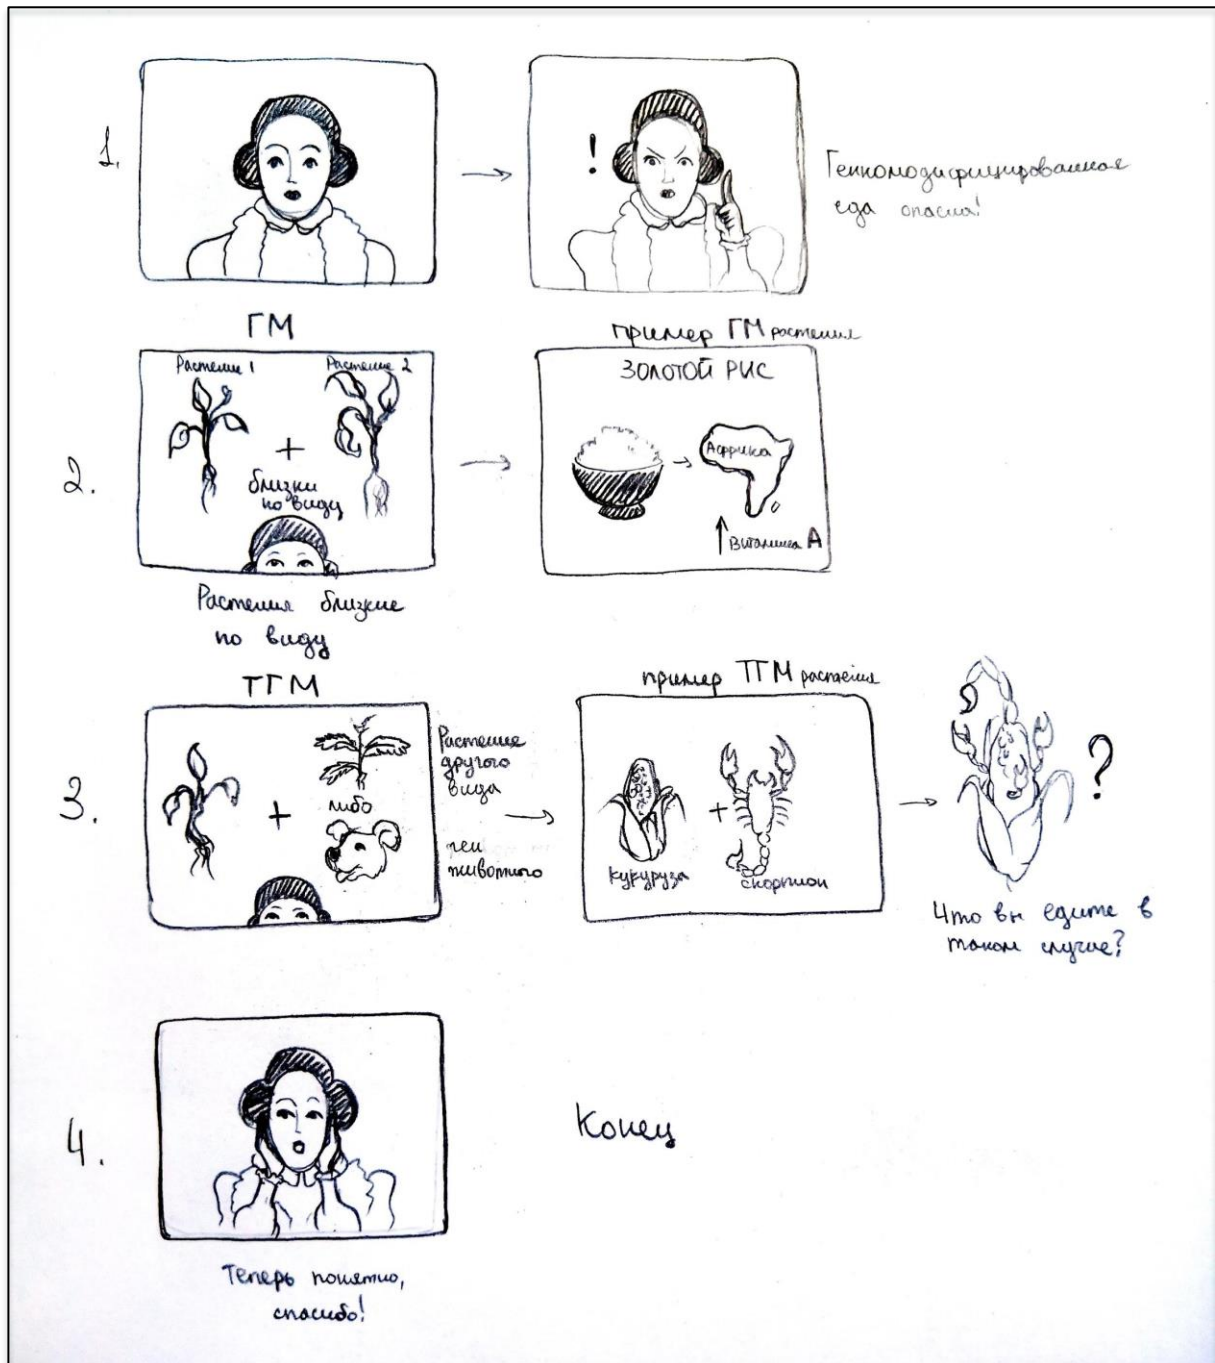 1.
!
Генномодифицированная
еда опасна!
ГМ
пример ГМ растения
2.
Растение 1
Растение 2
+
близки
по виду
ЗОЛОТОЙ РИС
Африка
Витамина А
Растения близкие
по виду
ТГМ
пример ТГМ растения
3.
+
либо
Растение
другого
вида
ген
животного
+
кукуруза
скорпион
?
Что вы едите в
таком случае?
4.
Конец
Теперь понятно,
спасибо!